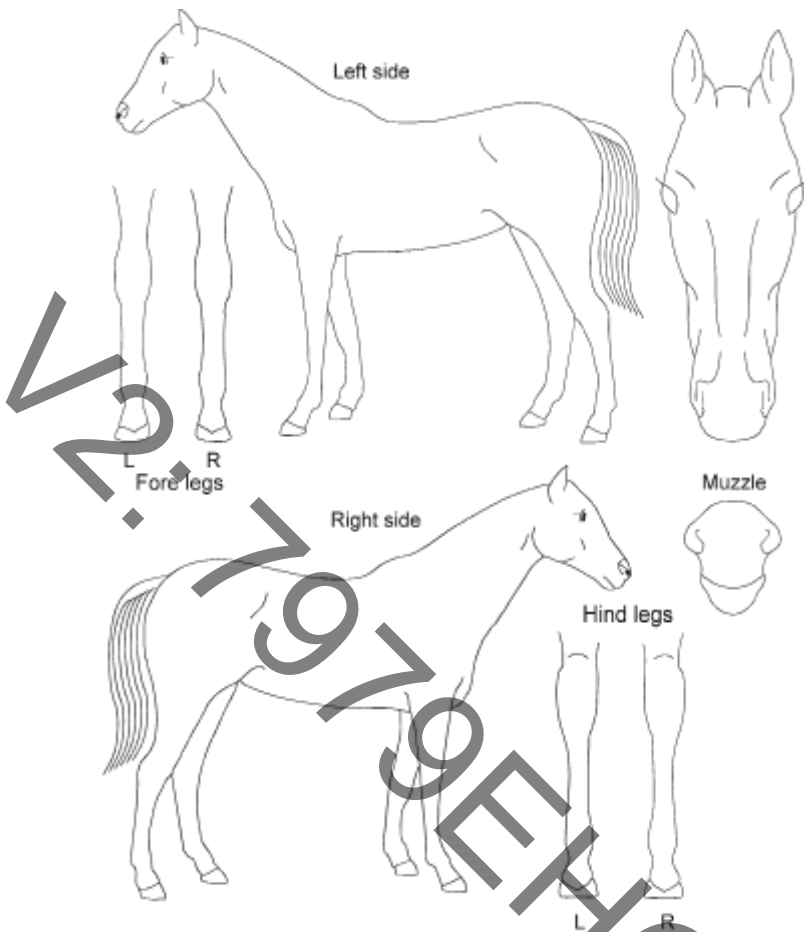 Left side
L R
Fore legs
Right side
Muzzle
Hind legs
L R
V2:7979EH